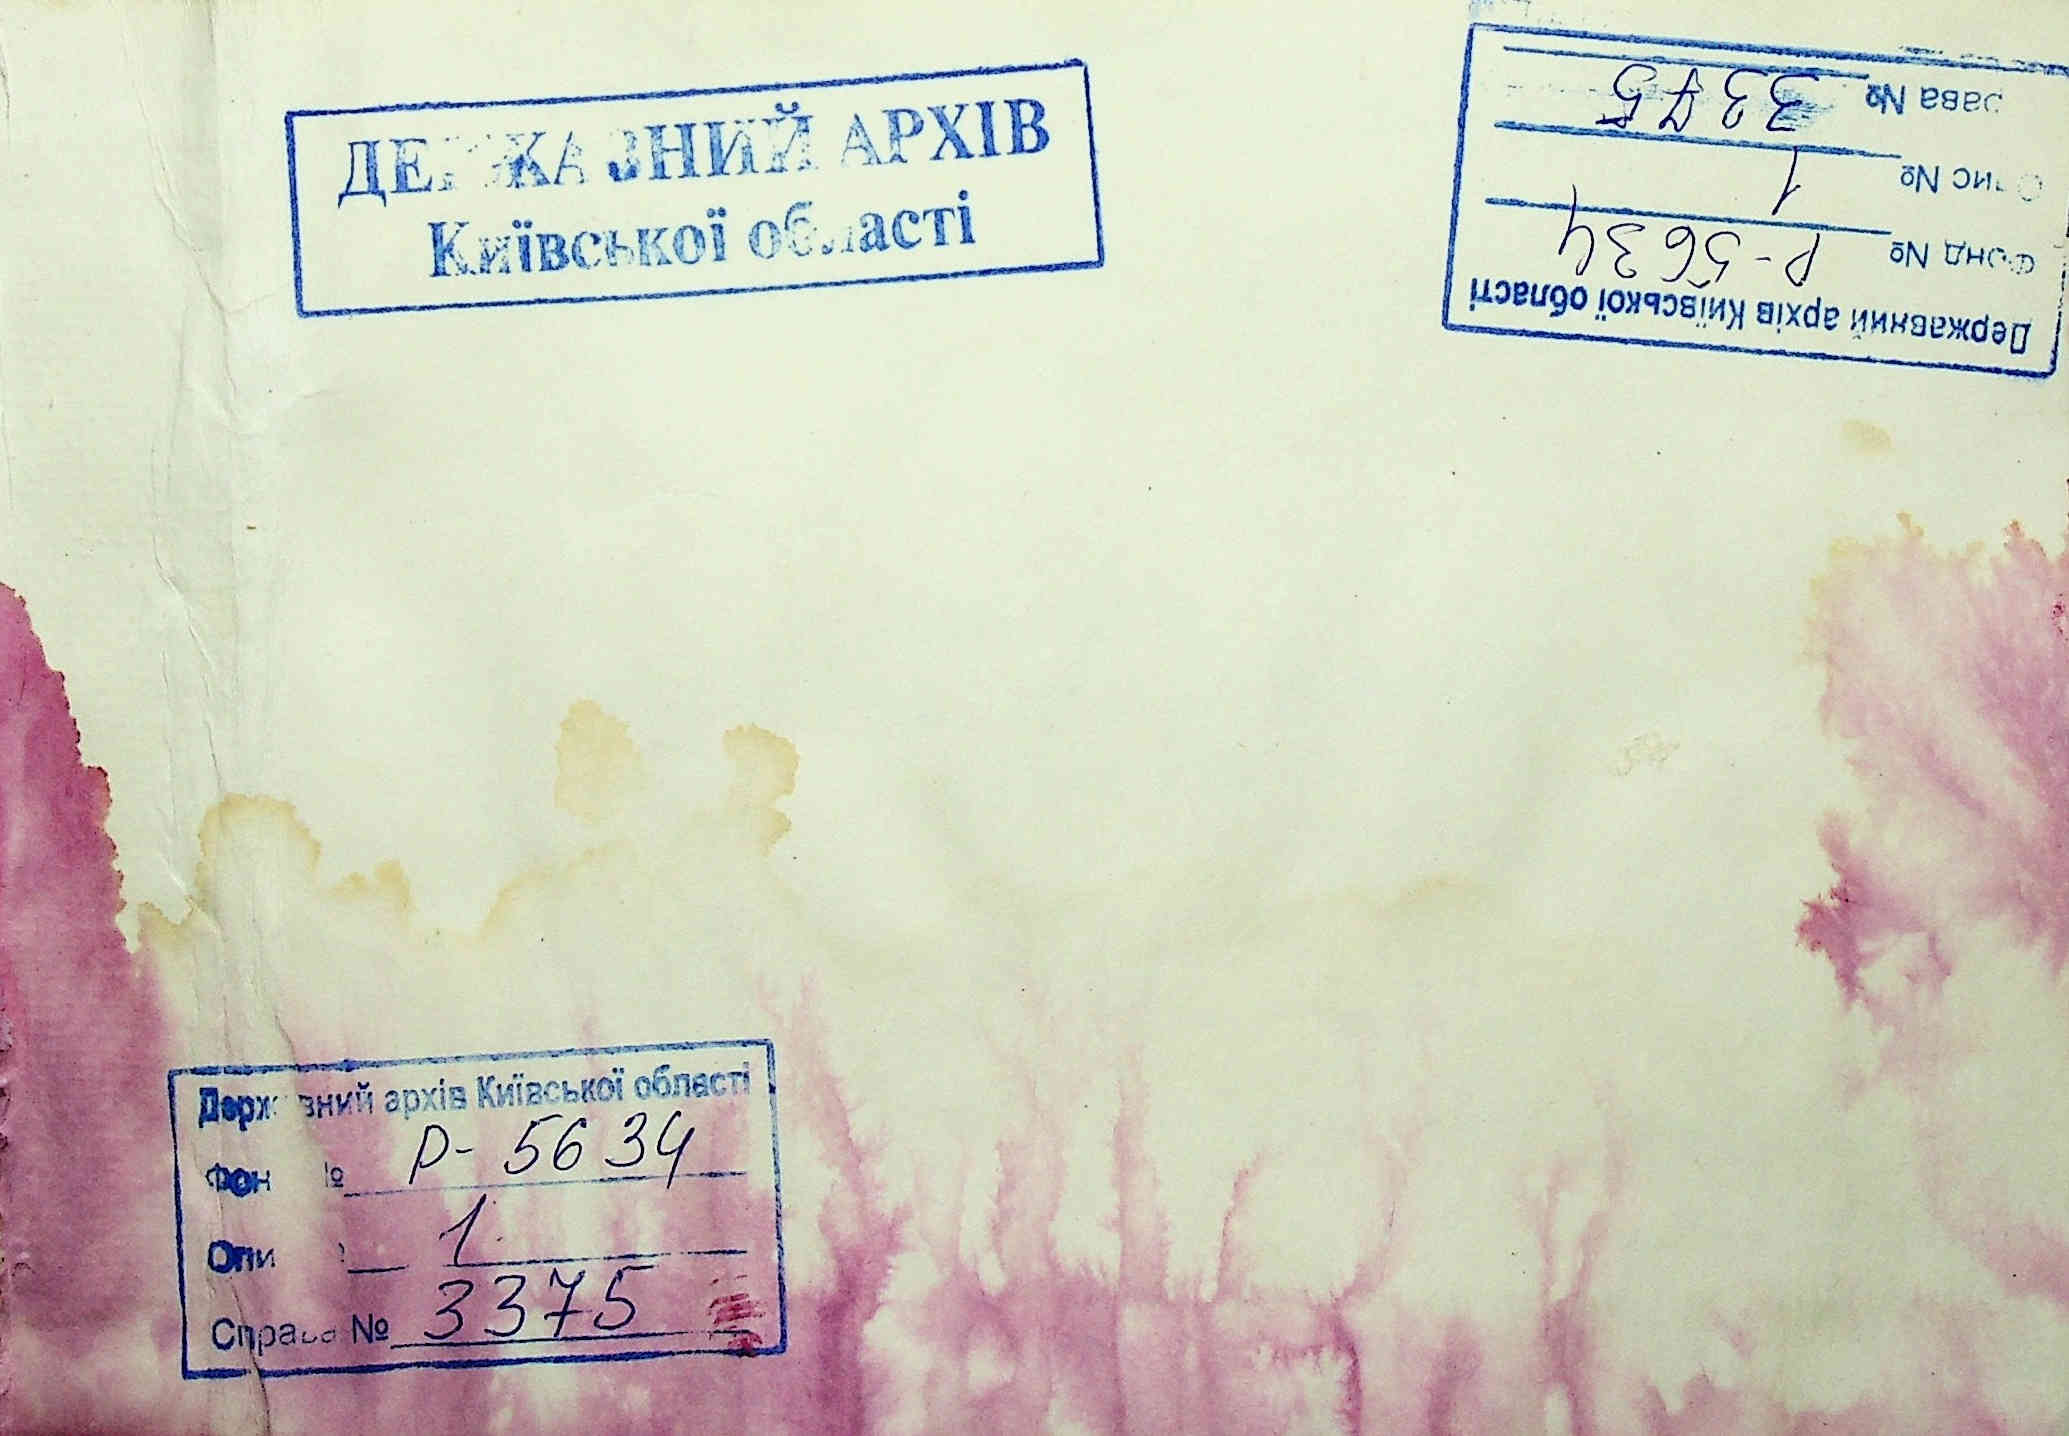 ДЕРЖАВНИЙ АРХІВ
Київської області
Справа № 3375
Опис № 1
Фонд № Р-5634
Державний архів Київської області
Державний архів Київської області
Фонд № Р-5634
Опис № 1
Справа № 3375